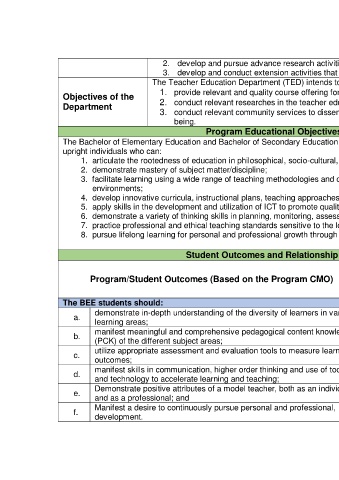 2. develop and pursue advance research activiti
3. develop and conduct extension activities that
Objectives of the
Department
The Teacher Education Department (TED) intends to
1. provide relevant and quality course offering for
2. conduct relevant researches in the teacher edu
3. conduct relevant community services to dissem
being.
Program Educational Objectives
The Bachelor of Elementary Education and Bachelor of Secondary Education
upright individuals who can:
1. articulate the rootedness of education in philosophical, socio-cultural,
2. demonstrate mastery of subject matter/discipline;
3. facilitate learning using a wide range of teaching methodologies and d
environments;
4. develop innovative curricula, instructional plans, teaching approaches
5. apply skills in the development and utilization of ICT to promote qualit
6. demonstrate a variety of thinking skills in planning, monitoring, assess
7. practice professional and ethical teaching standards sensitive to the lo
8. pursue lifelong learning for personal and professional growth through
Student Outcomes and Relationship
Program/Student Outcomes (Based on the Program CMO)
The BEE students should:
a. demonstrate in-depth understanding of the diversity of learners in var
learning areas;
b. manifest meaningful and comprehensive pedagogical content knowle
(PCK) of the different subject areas;
c. utilize appropriate assessment and evaluation tools to measure learn
outcomes;
d. manifest skills in communication, higher order thinking and use of too
and technology to accelerate learning and teaching;
e. Demonstrate positive attributes of a model teacher, both as an individ
and as a professional; and
f. Manifest a desire to continuously pursue personal and professional,
development.